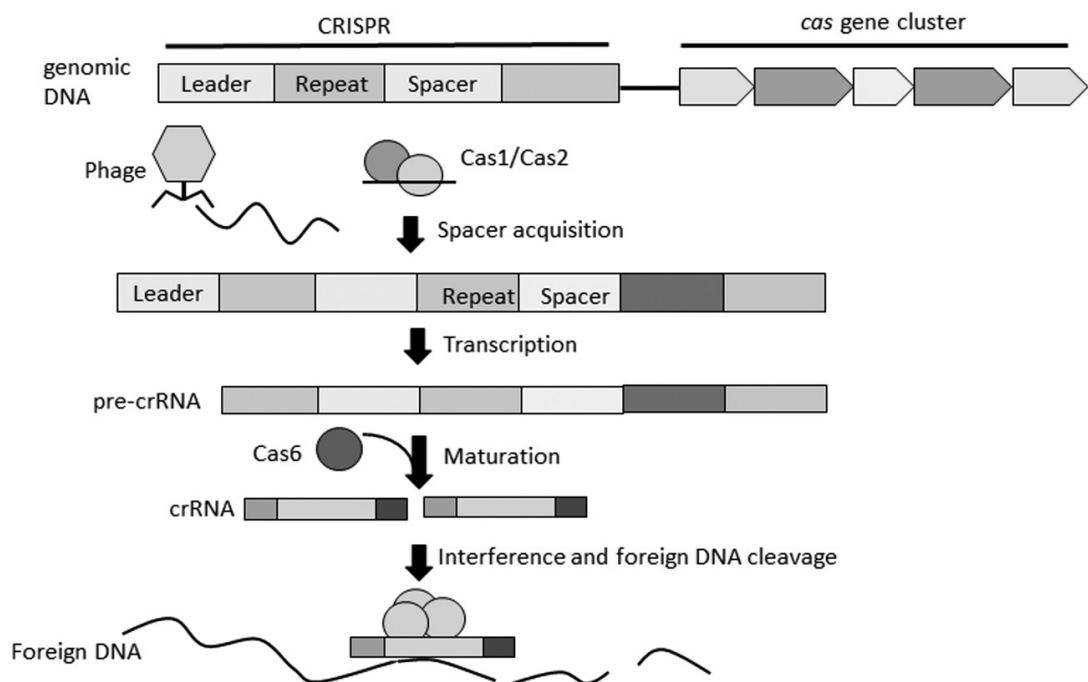 CRISPR
cas gene cluster
genomic
DNA
Leader
Repeat
Spacer
Phage
Cas1/Cas2
Spacer acquisition
Leader
Repeat
Spacer
Transcription
pre-crRNA
Cas6
Maturation
crRNA
Interference and foreign DNA cleavage
Foreign DNA